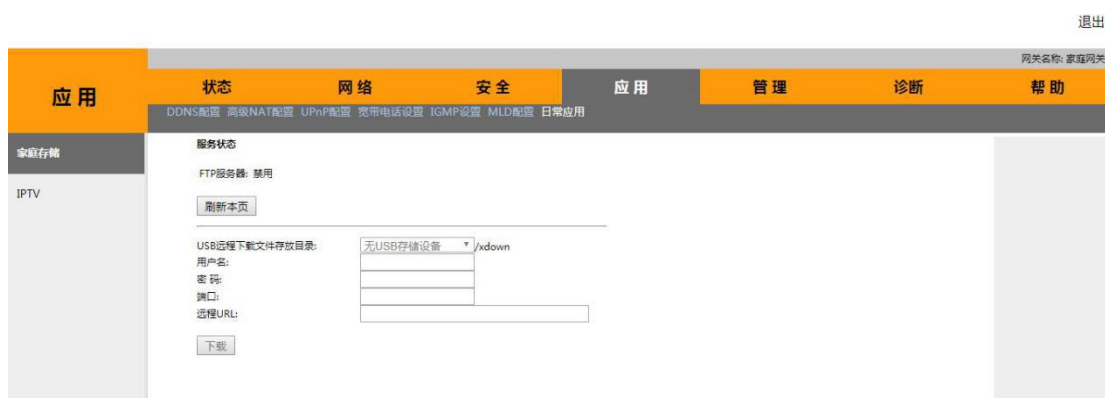 退出
网关名称: 家庭网关
应用
状态 网络 安全 应用 管理 诊断 帮助
DDNS配置 高级NAT配置 UPnP配置 宽带电话设置 IGMP设置 MLD配置 日常应用
家庭存储
IPTV
服务状态
FTP服务器: 禁用
刷新本页
USB远程下载文件存放目录: 无USB存储设备 /xdown
用户名:
密码:
端口:
远程URL:
下载